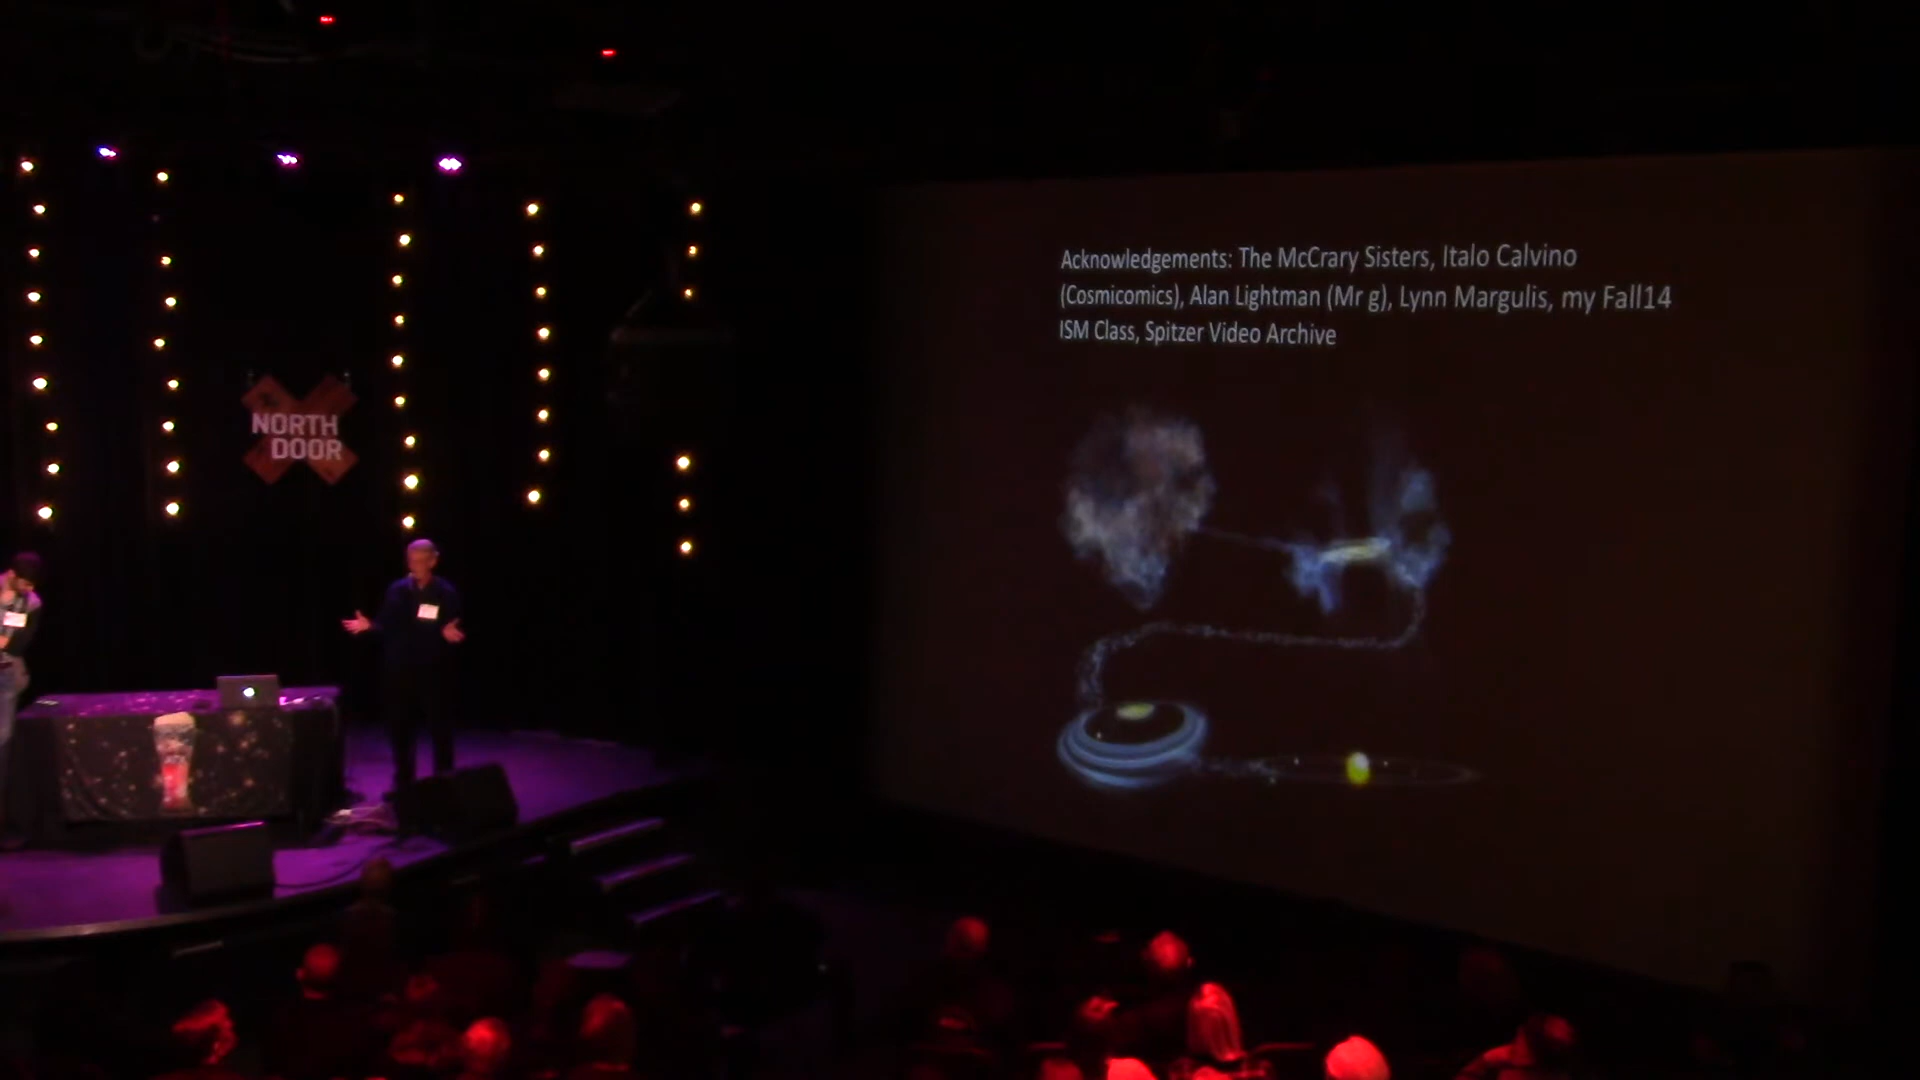 NORTH
DOOR
Acknowledgements: The McCrary Sisters, Italo Calvino
(Cosmicomics), Alan Lightman (Mr g), Lynn Margulis, my Fall14
ISM Class, Spitzer Video Archive